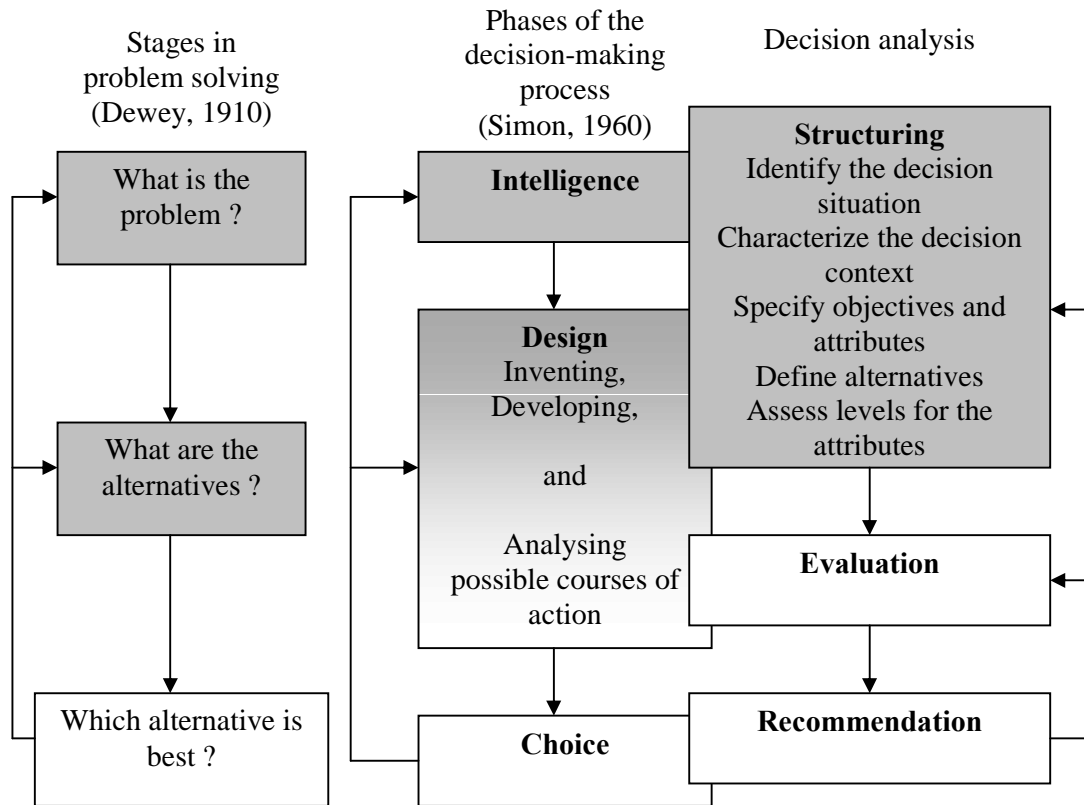 Stages in
problem solving
(Dewey, 1910)
What is the
problem ?
What are the
alternatives ?
Which alternative is
best ?
Phases of the
decision-making
process
(Simon, 1960)
Intelligence
Design
Inventing,
Developing,
and
Analysing
possible courses of
action
Choice
Decision analysis
Structuring
Identify the decision
situation
Characterize the decision
context
Specify objectives and
attributes
Define alternatives
Assess levels for the
attributes
Evaluation
Recommendation